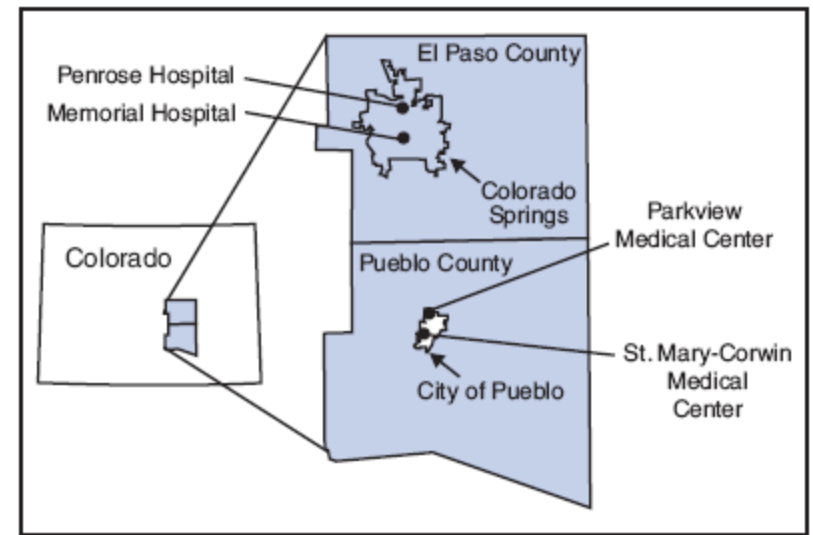 El Paso County
Penrose Hospital
Memorial Hospital
Colorado
Springs
Parkview
Medical Center
Colorado
Pueblo County
St. Mary-Corwin
Medical
Center
City of Pueblo